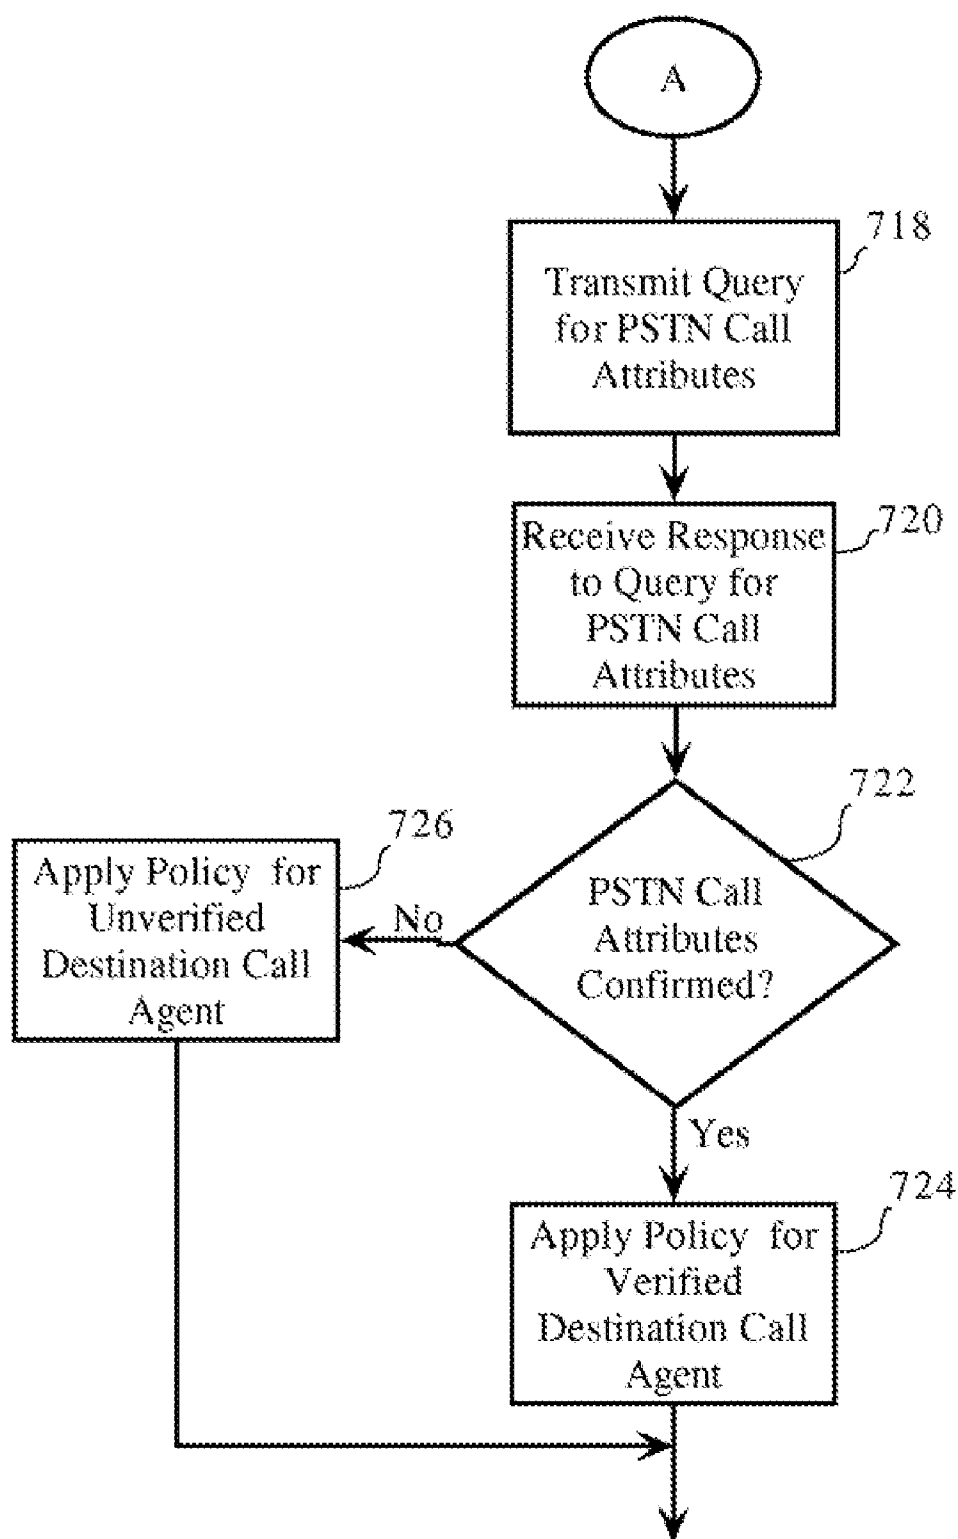 A
718
Transmit Query
for PSTN Call
Attributes
720
Receive Response
to Query for
PSTN Call
Attributes
722
PSTN Call
Attributes
Confirmed?
726
No
Apply Policy for
Unverified
Destination Call
Agent
Yes
724
Apply Policy for
Verified
Destination Call
Agent